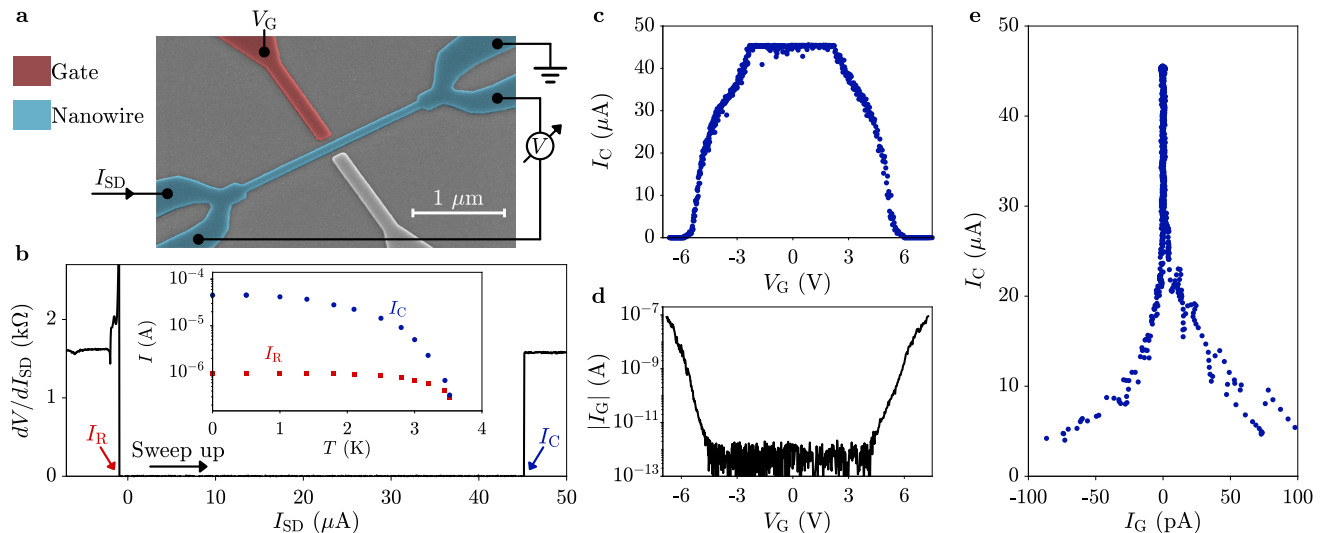 a
V_G
Gate
Nanowire
I_SD
V
1 μm
b
dV/dI_SD (kΩ)
2
1
0
I (A)
10⁻⁴
10⁻⁵
10⁻⁶
I_C
I_R
0 1 2 3 4
T (K)
I_R
Sweep up
I_C
0 10 20 30 40 50
I_SD (μA)
c
I_C (μA)
50
40
30
20
10
0
-6 -3 0 3 6
V_G (V)
d
|I_G| (A)
10⁻⁷
10⁻⁹
10⁻¹¹
10⁻¹³
-6 -3 0 3 6
V_G (V)
e
I_C (μA)
50
40
30
20
10
0
-100 -50 0 50 100
I_G (pA)